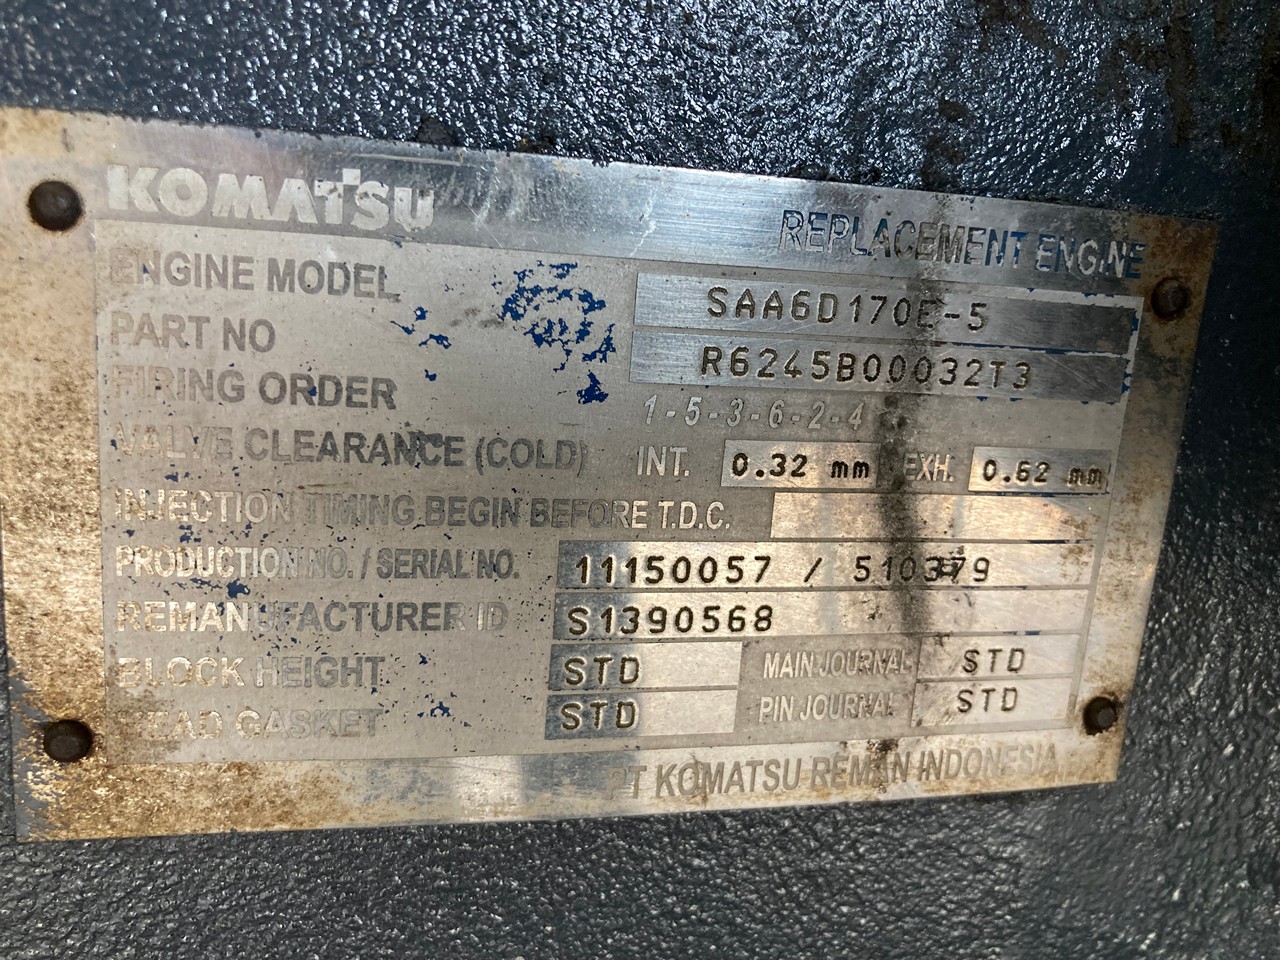 KOMATSU
REPLACEMENT ENGINE
ENGINE MODEL SAA6D170E-5
PART NO R6245B00032T3
FIRING ORDER 1-5-3-6-2-4
VALVE CLEARANCE (COLD) INT. 0.32 mm EXH. 0.62 mm
INJECTION TIMING BEGIN BEFORE T.D.C.
PRODUCTION NO. / SERIAL NO. 11150057 / 510379
REMANUFACTURER ID S1390568
BLOCK HEIGHT STD MAIN JOURNAL STD
HEAD GASKET STD PIN JOURNAL STD
PT KOMATSU REMAN INDONESIA